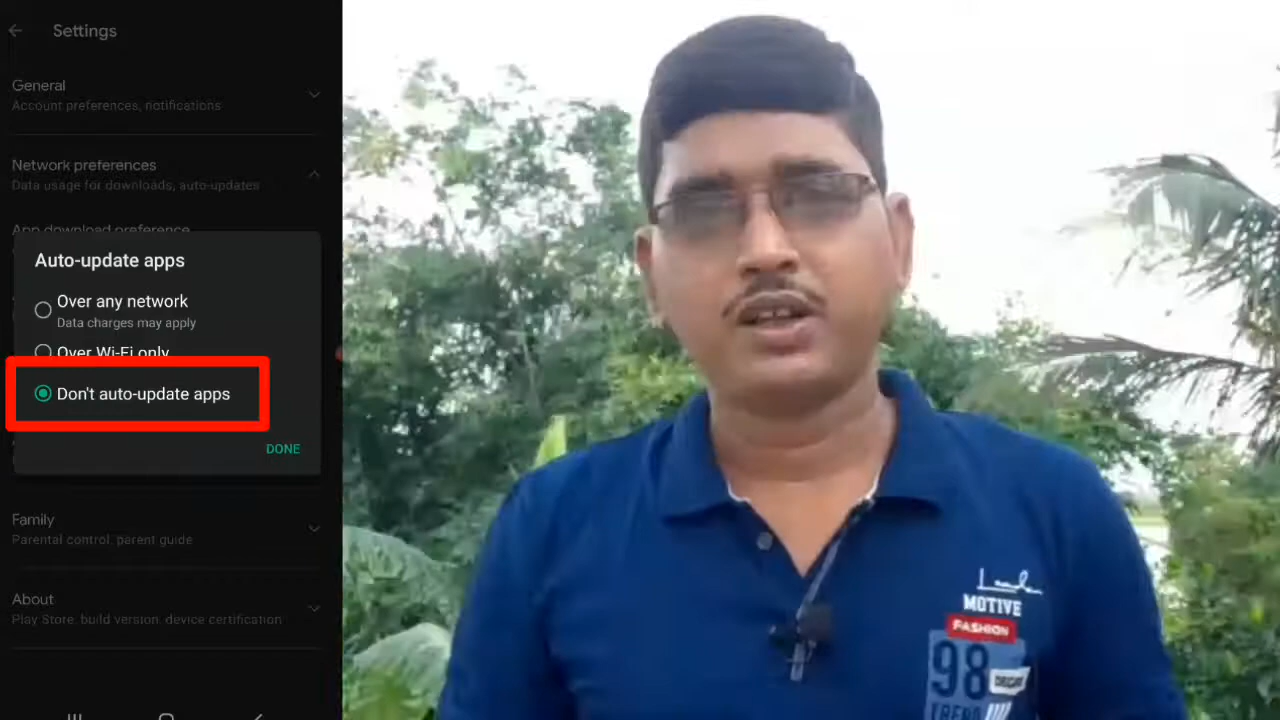 Settings
General
Account preferences, notifications
Network preferences
Data usage for downloads, auto-updates
App download preference
Auto-update apps
Over any network
Data charges may apply
Over Wi-Fi only
Don't auto-update apps
DONE
Family
Parental control, parent guide
About
Play Store, build version, device certification
MOTIVE
FASHION
98